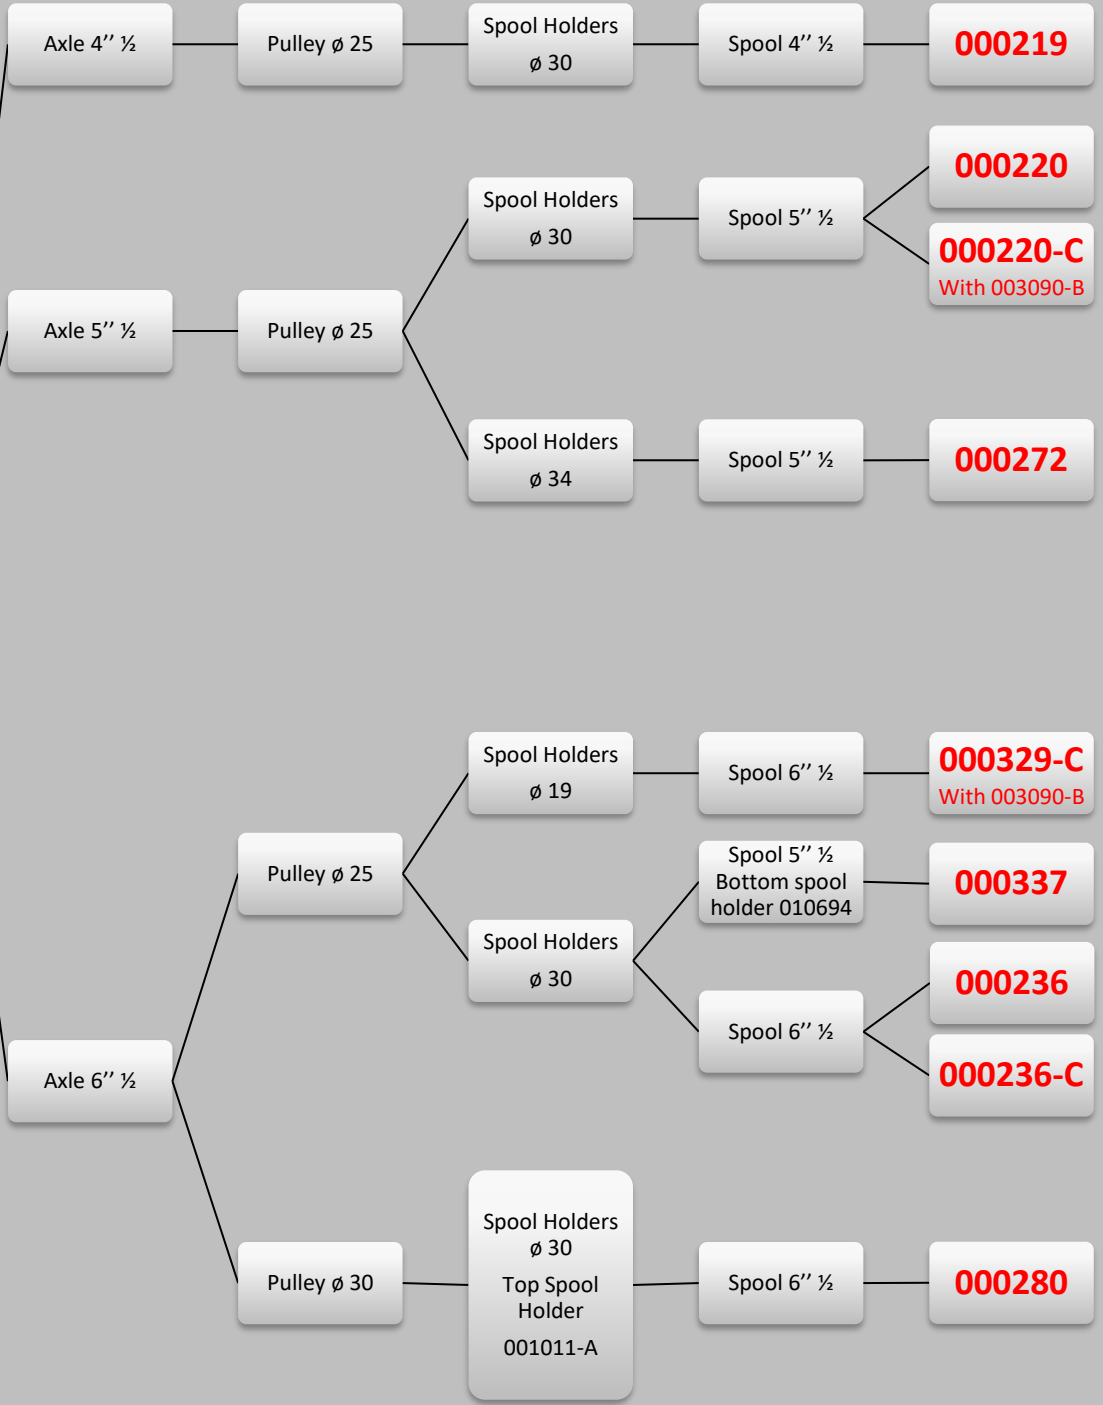 Axle 4’’ ½
Pulley ø 25
Spool Holders
ø 30
Spool 4’’ ½
000219
Axle 5’’ ½
Pulley ø 25
Spool Holders
ø 30
Spool 5’’ ½
000220
000220-C
With 003090-B
Spool Holders
ø 34
Spool 5’’ ½
000272
Axle 6’’ ½
Pulley ø 25
Spool Holders
ø 19
Spool 6’’ ½
000329-C
With 003090-B
Spool Holders
ø 30
Spool 5’’ ½
Bottom spool
holder 010694
000337
Spool 6’’ ½
000236
000236-C
Pulley ø 30
Spool Holders
ø 30
Top Spool
Holder
001011-A
Spool 6’’ ½
000280